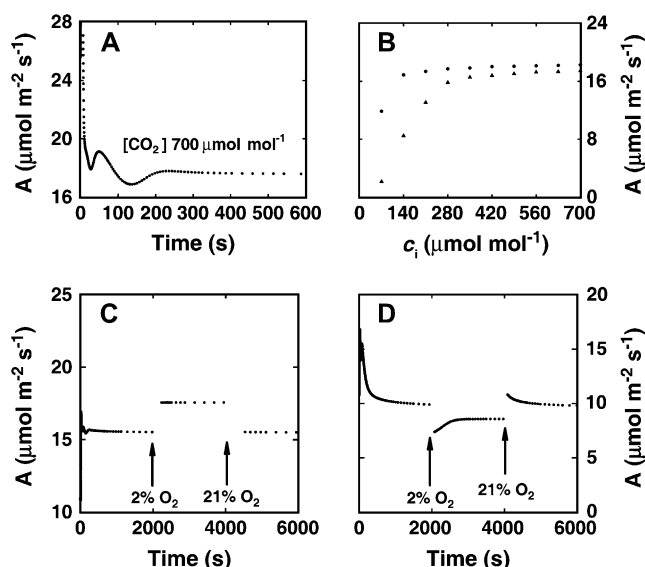 A
A (μmol m-2 s-1)
28
24
20
16
[CO2] 700 μmol mol-1
0 100 200 300 400 500 600
Time (s)
B
24
16
8
0
A (μmol m-2 s-1)
0 140 280 420 560 700
ci (μmol mol-1)
C
A (μmol m-2 s-1)
25
20
15
10
2% O2
21% O2
0 2000 4000 6000
Time (s)
D
20
15
10
5
0
A (μmol m-2 s-1)
2% O2
21% O2
0 2000 4000 6000
Time (s)